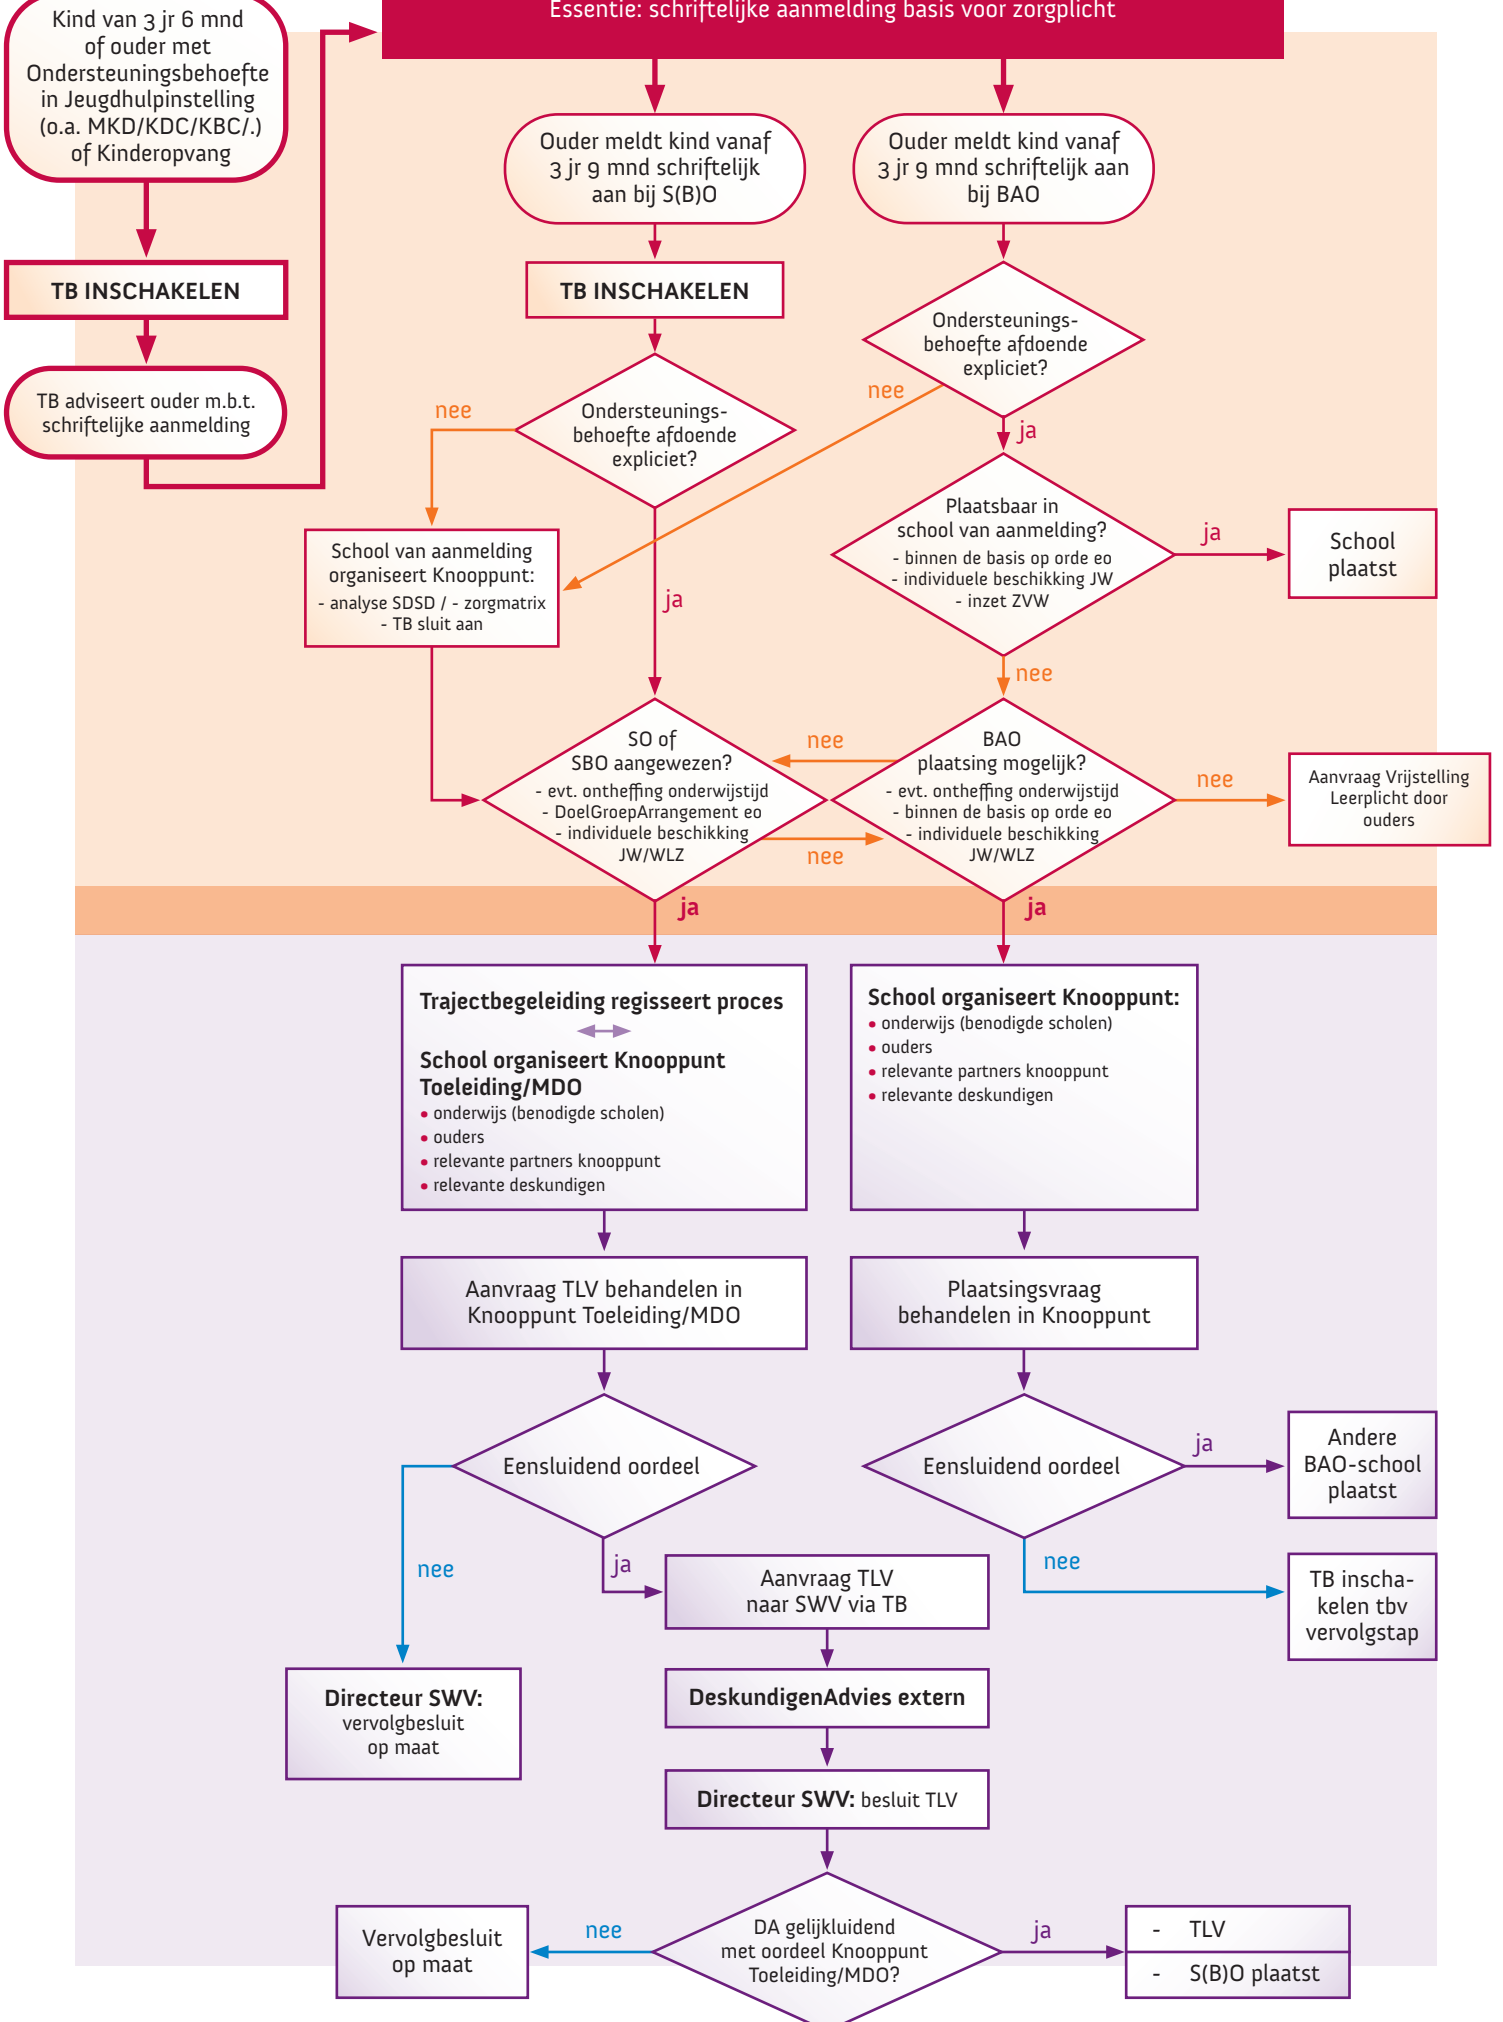 Essentie: schriftelijke aanmelding basis voor zorgplicht
Kind van 3 jr 6 mnd
of ouder met
Ondersteuningsbehoefte
in Jeugdhulpinstelling
(o.a. MKD/KDC/KBC/.)
of Kinderopvang
TB INSCHAKELEN
TB adviseert ouder m.b.t.
schriftelijke aanmelding
Ouder meldt kind vanaf
3 jr 9 mnd schriftelijk
aan bij S(B)O
Ouder meldt kind vanaf
3 jr 9 mnd schriftelijk aan
bij BAO
TB INSCHAKELEN
Ondersteunings-
behoefte afdoende
expliciet?
nee
nee
Ondersteunings-
behoefte afdoende
expliciet?
ja
Plaatsbaar in
school van aanmelding?
- binnen de basis op orde eo
- individuele beschikking JW
- inzet ZVW
ja
School
plaatst
School van aanmelding
organiseert Knooppunt:
- analyse SDSD / - zorgmatrix
- TB sluit aan
ja
nee
SO of
SBO aangewezen?
- evt. ontheffing onderwijstijd
- DoelGroepArrangement eo
- individuele beschikking
JW/WLZ
nee
nee
BAO
plaatsing mogelijk?
- evt. ontheffing onderwijstijd
- binnen de basis op orde eo
- individuele beschikking
JW/WLZ
nee
Aanvraag Vrijstelling
Leerplicht door
ouders
ja
ja
Trajectbegeleiding regisseert proces
School organiseert Knooppunt
Toeleiding/MDO
• onderwijs (benodigde scholen)
• ouders
• relevante partners knooppunt
• relevante deskundigen
School organiseert Knooppunt:
• onderwijs (benodigde scholen)
• ouders
• relevante partners knooppunt
• relevante deskundigen
Aanvraag TLV behandelen in
Knooppunt Toeleiding/MDO
Plaatsingsvraag
behandelen in Knooppunt
Eensluidend oordeel
Eensluidend oordeel
ja
Andere
BAO-school
plaatst
nee
ja
nee
Aanvraag TLV
naar SWV via TB
TB inscha-
kelen tbv
vervolgstap
Directeur SWV:
vervolgbesluit
op maat
DeskundigenAdvies extern
Directeur SWV: besluit TLV
Vervolgbesluit
op maat
nee
DA gelijkluidend
met oordeel Knooppunt
Toeleiding/MDO?
ja
- TLV
- S(B)O plaatst